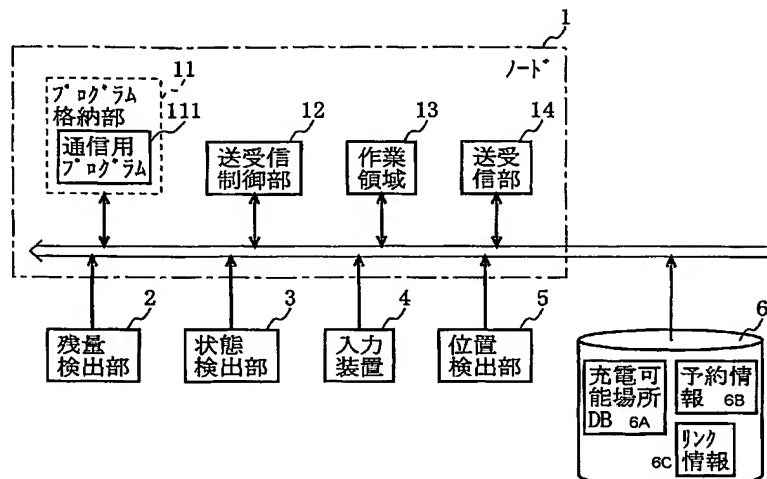 1
ノード
プログラム
格納部
11
111
通信用
プログラム
12
送受信
制御部
13
作業
領域
14
送受
信部
2
残量
検出部
3
状態
検出部
4
入力
装置
5
位置
検出部
6
充電可
能場所
DB 6A
予約情
報 6B
6C
リンク
情報